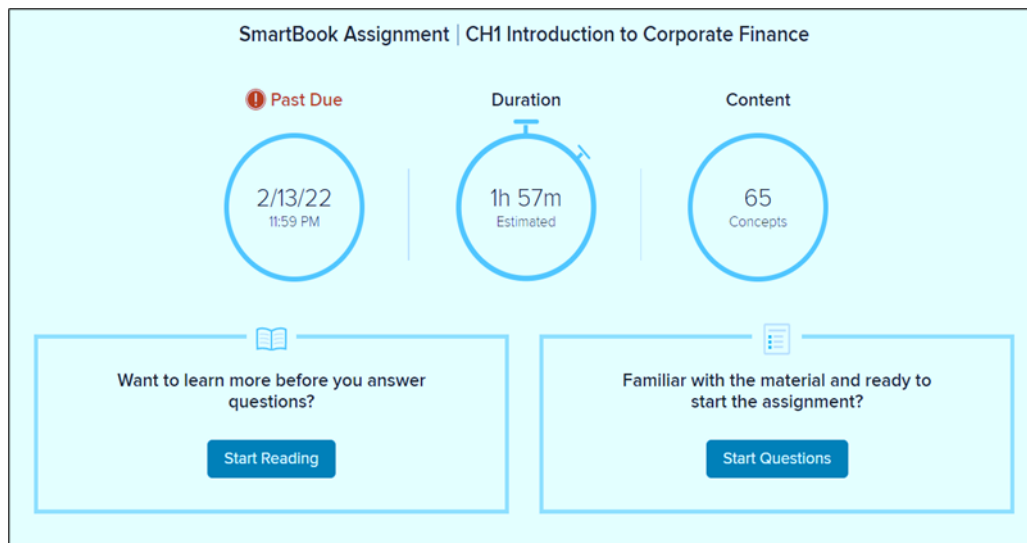 SmartBook Assignment | CH1 Introduction to Corporate Finance
Past Due
2/13/22
11:59 PM
Duration
1h 57m
Estimated
Content
65
Concepts
Want to learn more before you answer
questions?
Start Reading
Familiar with the material and ready to
start the assignment?
Start Questions